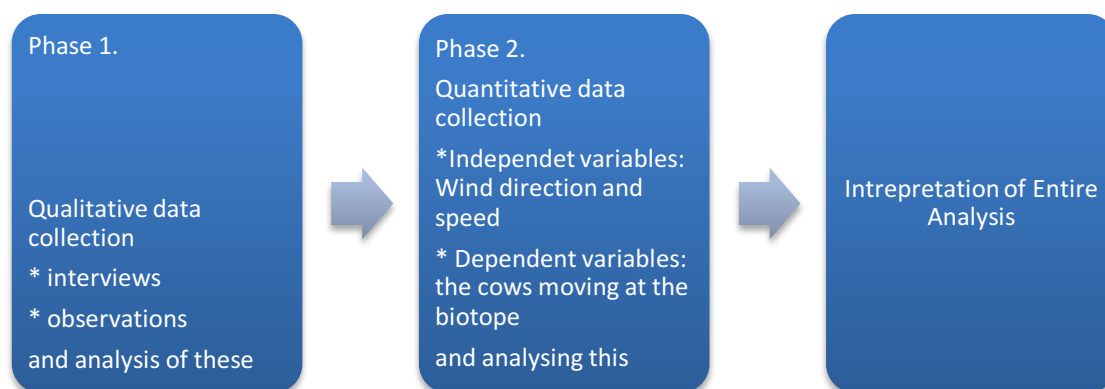 Phase 1.
Qualitative data
collection
* interviews
* observations
and analysis of these
Phase 2.
Quantitative data
collection
*Independet variables:
Wind direction and
speed
* Dependent variables:
the cows moving at the
biotope
and analysing this
Intrepretation of Entire
Analysis